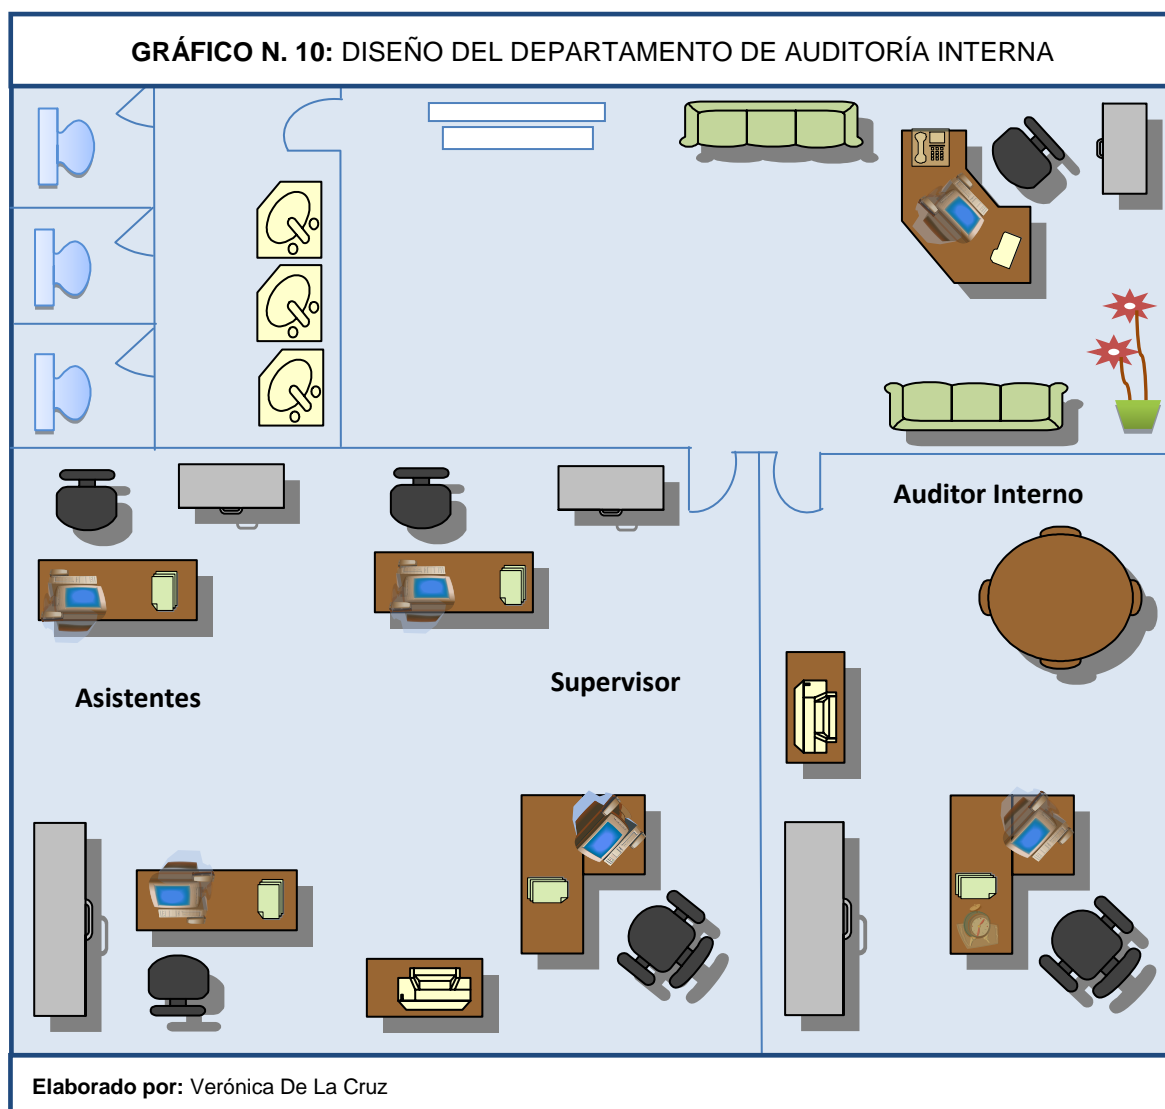 GRÁFICO N. 10: DISEÑO DEL DEPARTAMENTO DE AUDITORÍA INTERNA
Auditor Interno
Supervisor
Asistentes
Elaborado por: Verónica De La Cruz